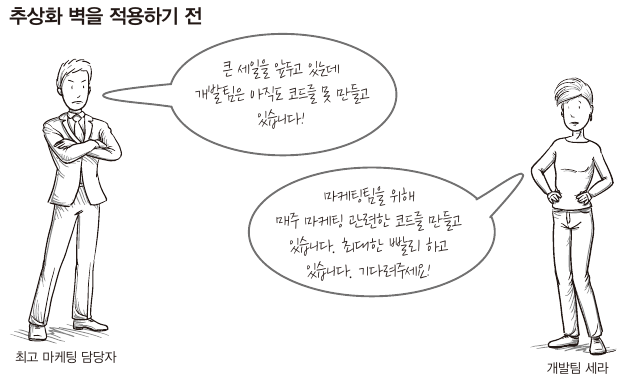 추상화 벽을 적용하기 전
큰 세일을 앞두고 있는데
개발팀은 아직도 코드를 못 만들고
있습니다!
마케팅팀을 위해
매주 마케팅 관련한 코드를 만들고
있습니다. 최대한 빨리 하고
있습니다. 기다려주세요!
최고 마케팅 담당자
개발팀 세라